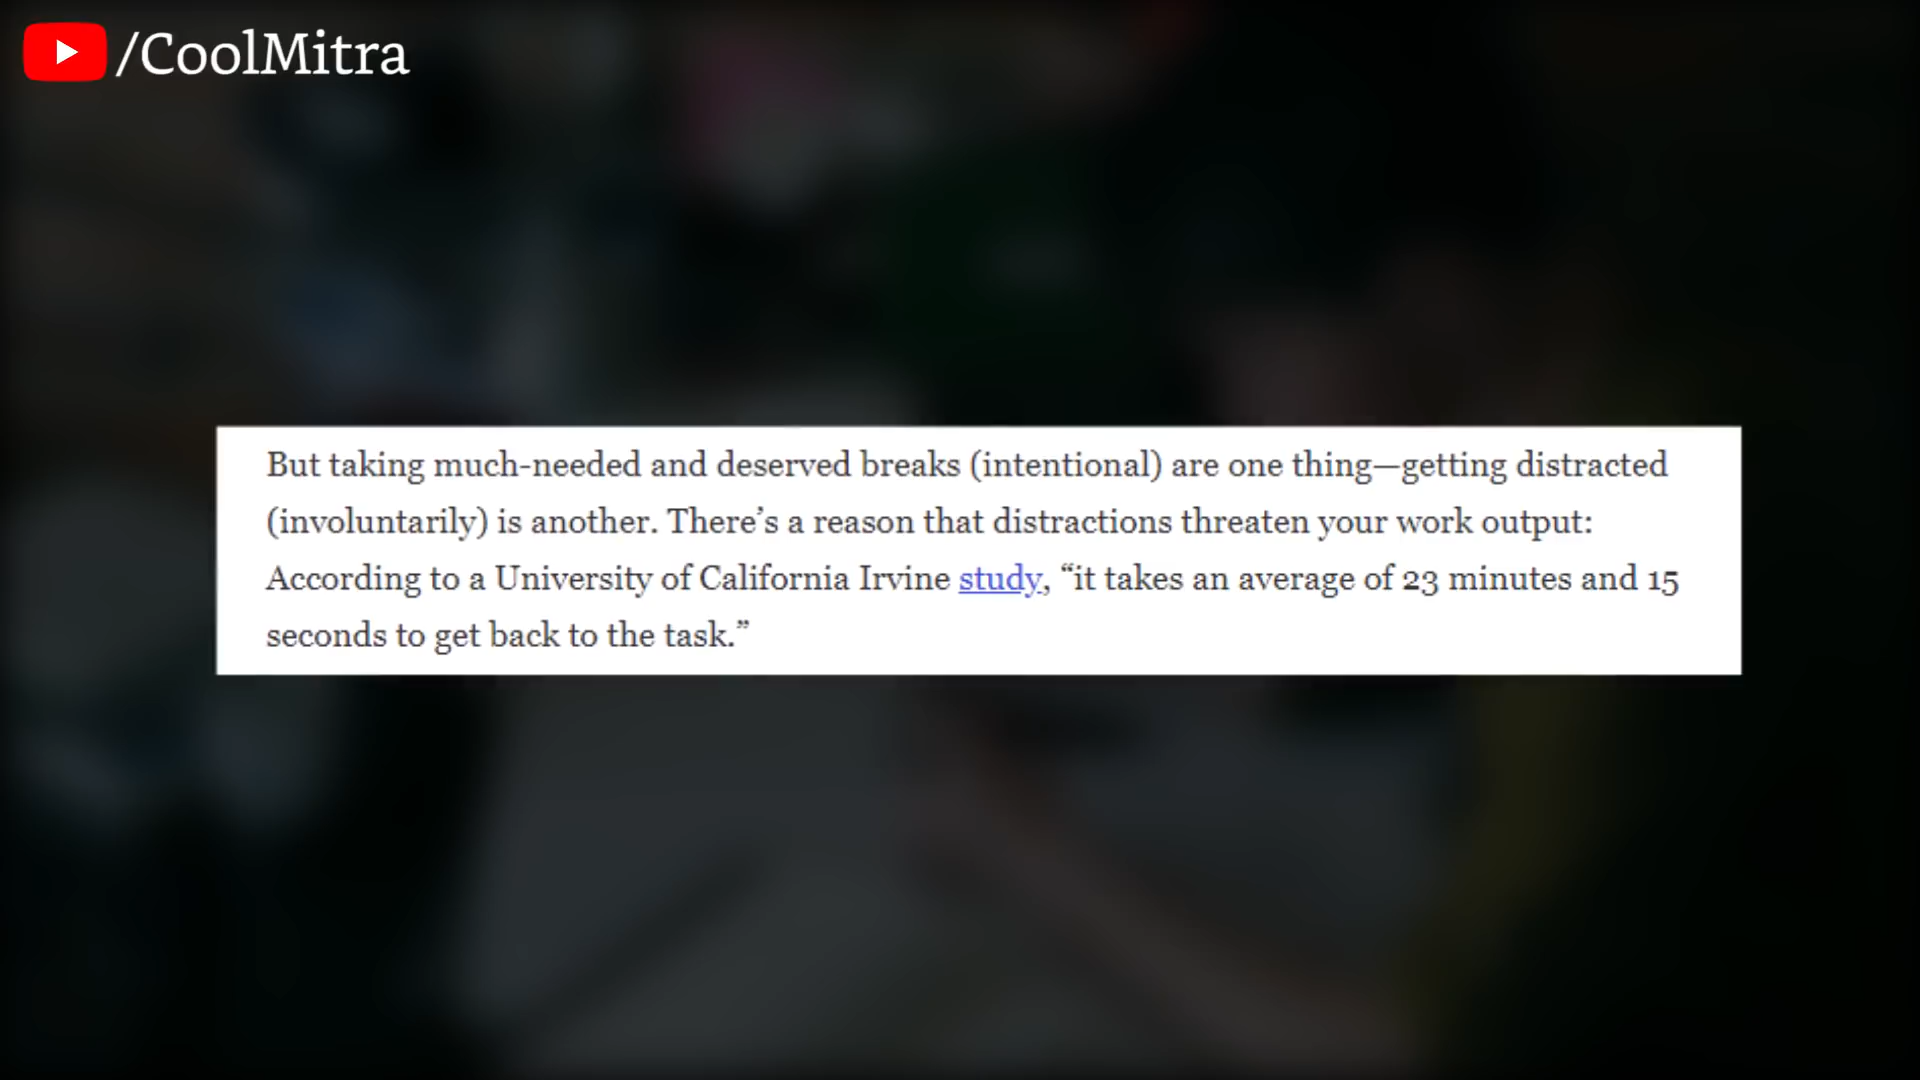 /CoolMitra
But taking much-needed and deserved breaks (intentional) are one thing—getting distracted
(involuntarily) is another. There’s a reason that distractions threaten your work output:
According to a University of California Irvine study, “it takes an average of 23 minutes and 15
seconds to get back to the task.”